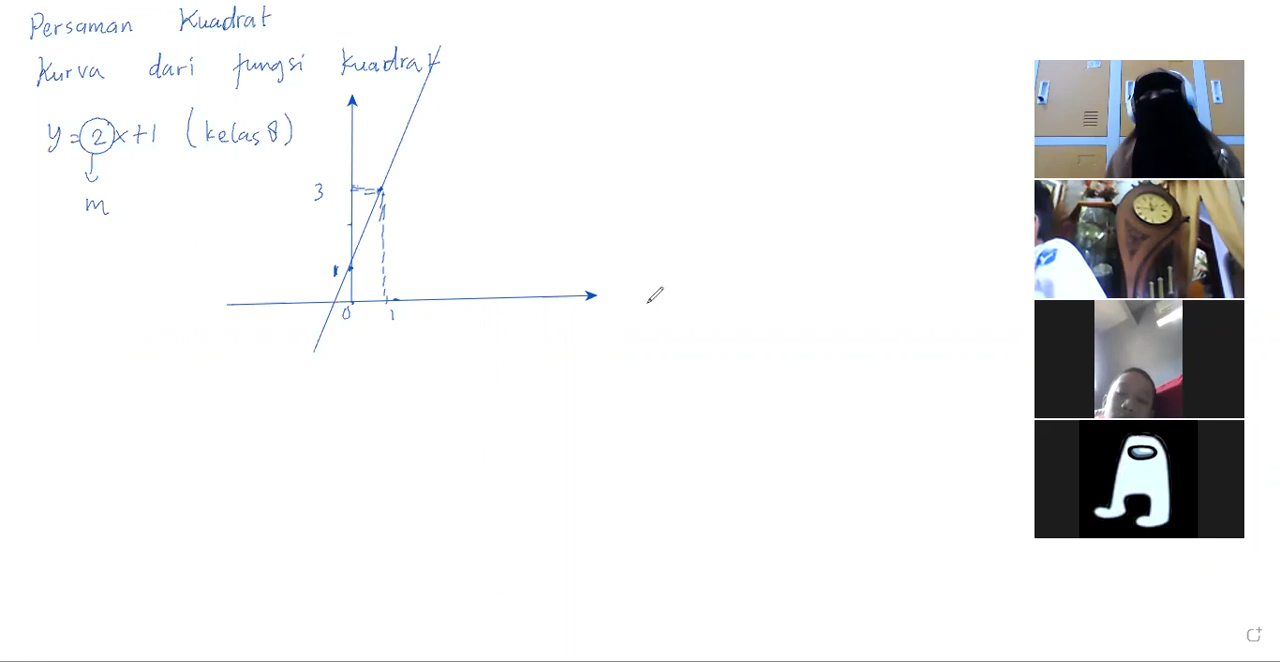 Persaman Kuadrat
Kurva dari fungsi kuadrat
y=2x+1 (kelas 8)
m
3
1
0 1